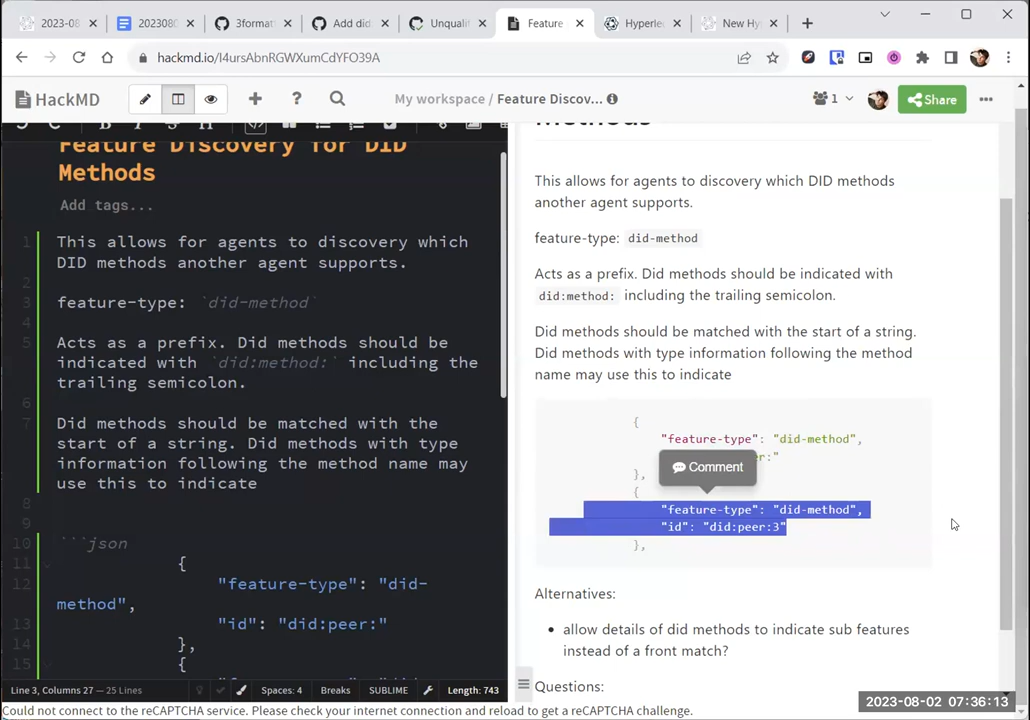 2023-08-
2023080
3format
Add did:
Unquali
Feature
Hyperle
New Hy
hackmd.io/I4ursAbnRGWXumCdYFO39A
HackMD
My workspace / Feature Discov...
1
Share
Feature Discovery for DID
Methods
Add tags...
1 This allows for agents to discovery which
DID methods another agent supports.
2
3 feature-type: `did-method`
4
5 Acts as a prefix. Did methods should be
indicated with `did:method:` including the
trailing semicolon.
6
7 Did methods should be matched with the
start of a string. Did methods with type
information following the method name may
use this to indicate
8
9
10 ```json
11 {
12 "feature-type": "did-
method",
13 "id": "did:peer:"
14 },
15 {
Line 3, Columns 27 — 25 Lines
Spaces: 4
Breaks
SUBLIME
Length: 743
Methods
This allows for agents to discovery which DID methods
another agent supports.
feature-type: did-method
Acts as a prefix. Did methods should be indicated with
did:method: including the trailing semicolon.
Did methods should be matched with the start of a string.
Did methods with type information following the method
name may use this to indicate
{
"feature-type": "did-method",
er:"
Comment
},
{
"feature-type": "did-method",
"id": "did:peer:3"
},
Alternatives:
• allow details of did methods to indicate sub features
instead of a front match?
Questions:
2023-08-02 07:36:13
Could not connect to the reCAPTCHA service. Please check your internet connection and reload to get a reCAPTCHA challenge.